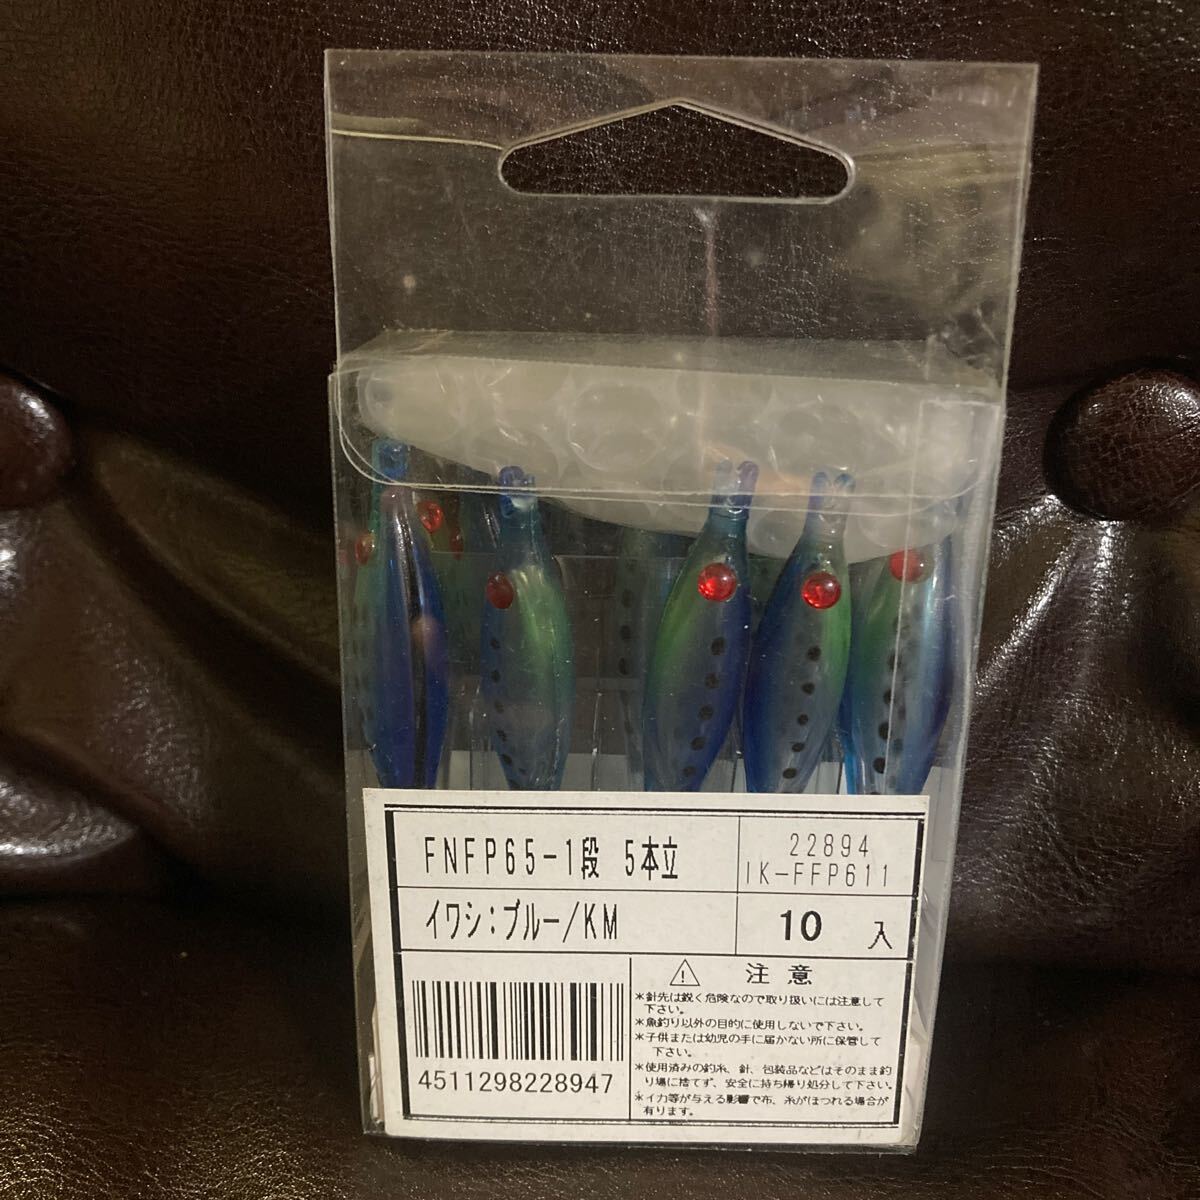 FNFP65-1段 5本立
22894
IK-FFP611
イワシ:ブルー/KM
10 入
4511298228947
注意
*針先は鋭く危険なので取り扱いには注意して
下さい。
*魚釣り以外の目的に使用しないで下さい。
*子供または幼児の手に届かない所に保管して
下さい。
*使用済みの釣糸、針、包装品などはそのまま釣
り場に捨てず、安全に持ち帰り処分して下さい。
*イカ等が与える影響で布、糸がほつれる場合が
有ります。